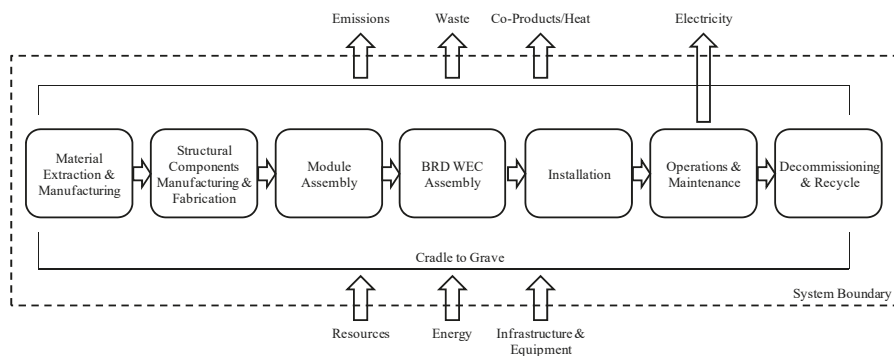 Emissions
Waste
Co-Products/Heat
Electricity
Material
Extraction &
Manufacturing
Structural
Components
Manufacturing &
Fabrication
Module
Assembly
BRD WEC
Assembly
Installation
Operations &
Maintenance
Decommissioning
& Recycle
Cradle to Grave
System Boundary
Resources
Energy
Infrastructure &
Equipment